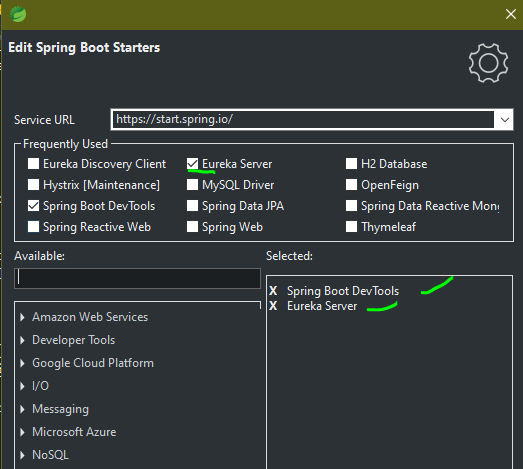 Edit Spring Boot Starters
Service URL https://start.spring.io/
Frequently Used
Eureka Discovery Client Eureka Server H2 Database
Hystrix [Maintenance] MySQL Driver OpenFeign
Spring Boot DevTools Spring Data JPA Spring Data Reactive Mong
Spring Reactive Web Spring Web Thymeleaf
Available: Selected:
X Spring Boot DevTools
X Eureka Server
Amazon Web Services
Developer Tools
Google Cloud Platform
I/O
Messaging
Microsoft Azure
NoSQL